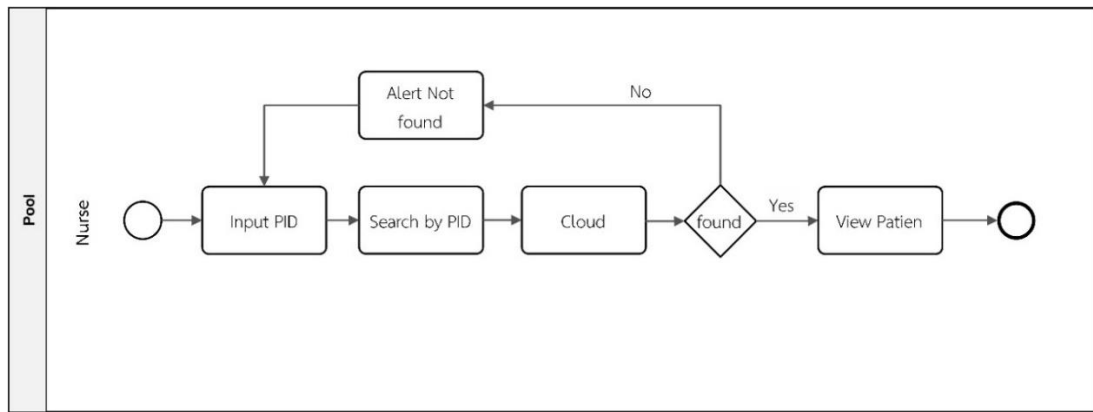 Pool
Nurse
Alert Not
found
No
Input PID
Search by PID
Cloud
found
Yes
View Patien